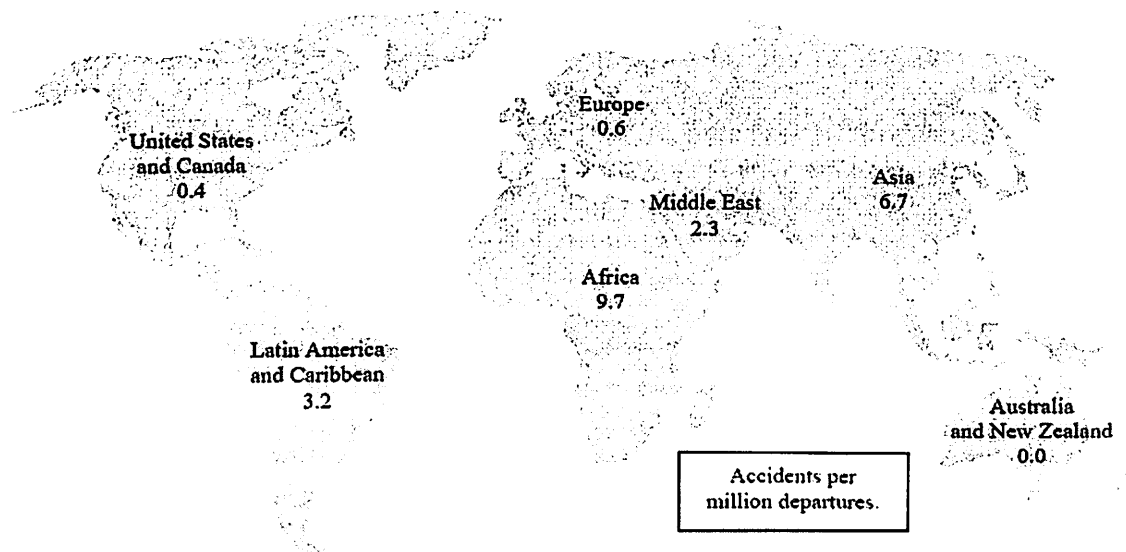 Europe
0.6
United States
and Canada
0.4
Asia
6.7
Middle East
2.3
Africa
9.7
Latin America
and Caribbean
3.2
Australia
and New Zealand
0.0
Accidents per
million departures.